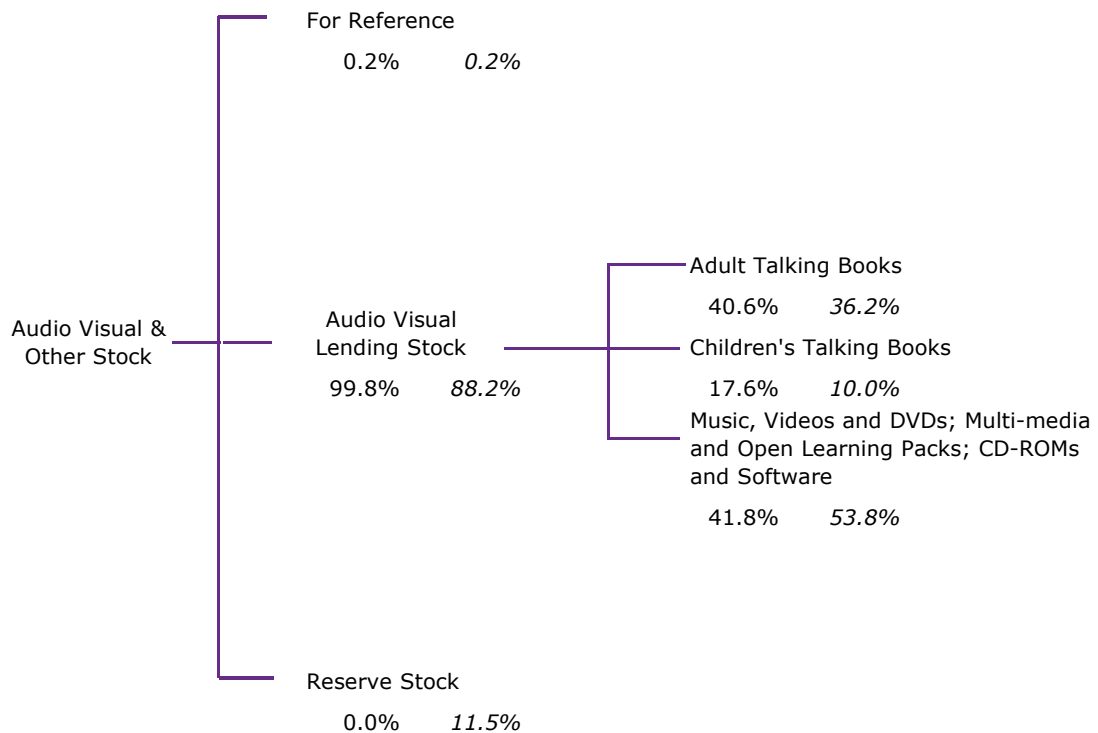 For Reference
0.2% 0.2%
Audio Visual &
Other Stock
Audio Visual
Lending Stock
99.8% 88.2%
Adult Talking Books
40.6% 36.2%
Children's Talking Books
17.6% 10.0%
Music, Videos and DVDs; Multi-media
and Open Learning Packs; CD-ROMs
and Software
41.8% 53.8%
Reserve Stock
0.0% 11.5%